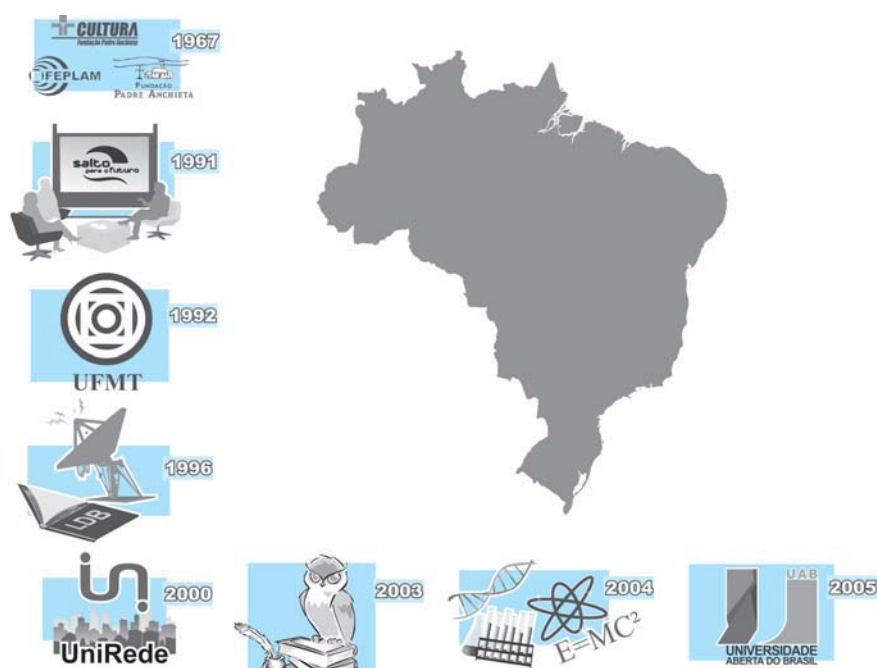 CULTURA
Fundação Padre Anchieta
1967
FEPLAM
FUNDAÇÃO
PADRE ANCHIETA
salto
para o futuro
1991
1992
UFMT
1996
LDB
2000
UniRede
2003
2004
E=MC²
UAB
2005
UNIVERSIDADE
ABERTA DO BRASIL